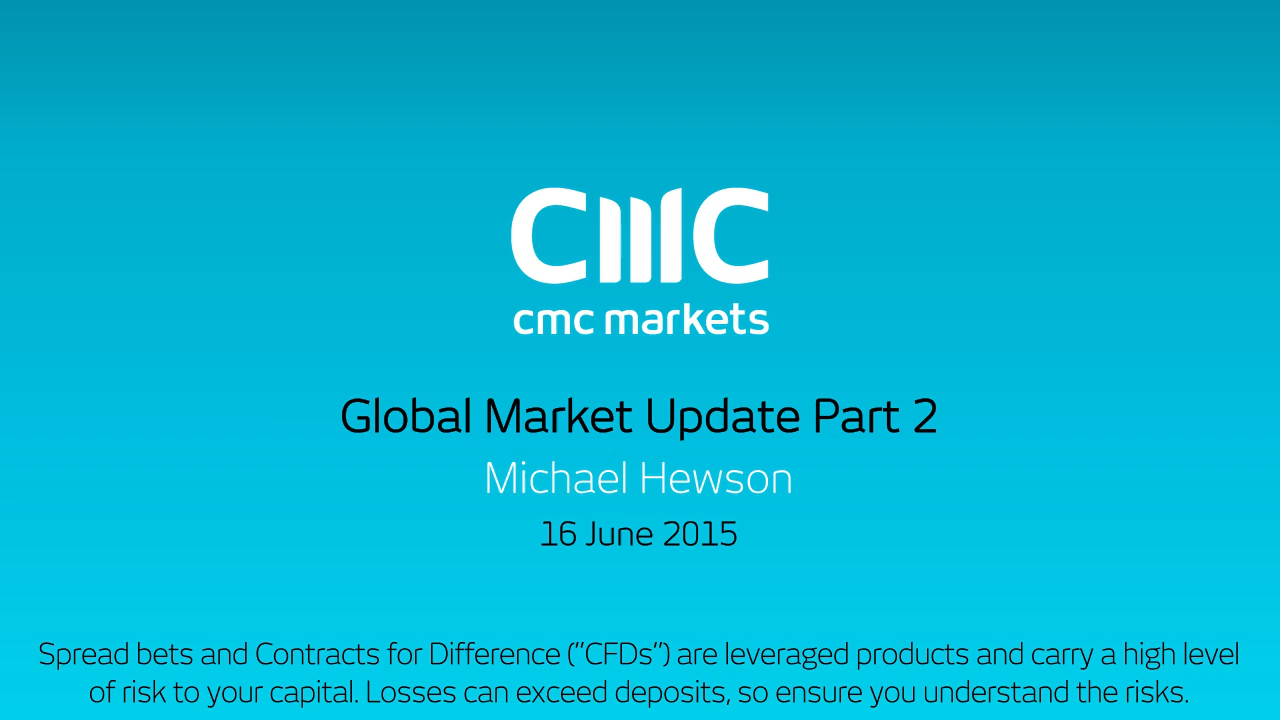 CMC
cmc markets
Global Market Update Part 2
Michael Hewson
16 June 2015
Spread bets and Contracts for Difference (“CFDs”) are leveraged products and carry a high level
of risk to your capital. Losses can exceed deposits, so ensure you understand the risks.